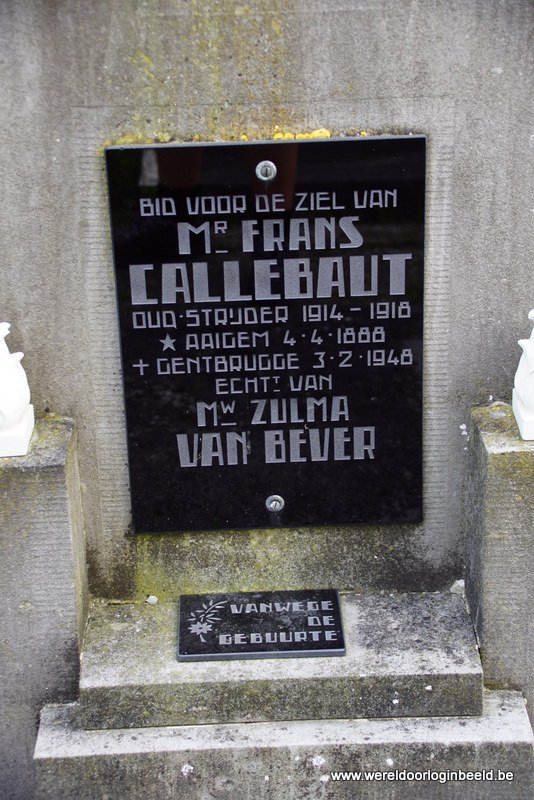 BID VOOR DE ZIEL VAN
MR FRANS
CALLEBAUT
OUD-STRIJDER 1914 - 1918
★ AAIGEM 4·4·1888
+ GENTBRUGGE 3·2·1948
ECHTT VAN
MW ZULMA
VAN BEVER
VANWEGE
DE
GEBUURTE
www.wereldoorloginbeeld.be